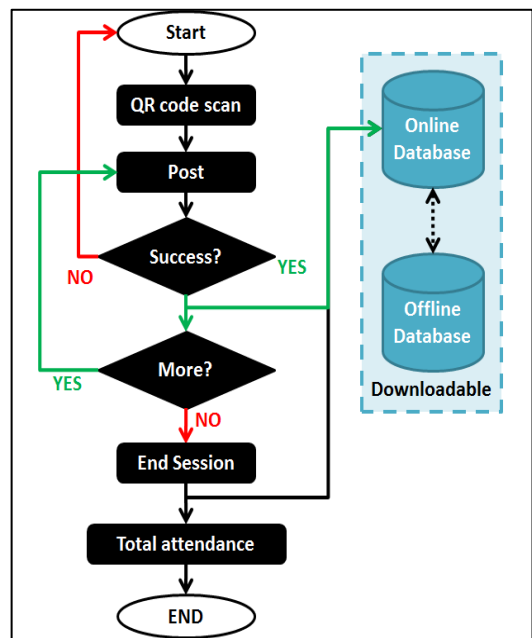 Start
QR code scan
Post
Success?
NO
YES
More?
YES
NO
End Session
Total attendance
END
Online
Database
Offline
Database
Downloadable